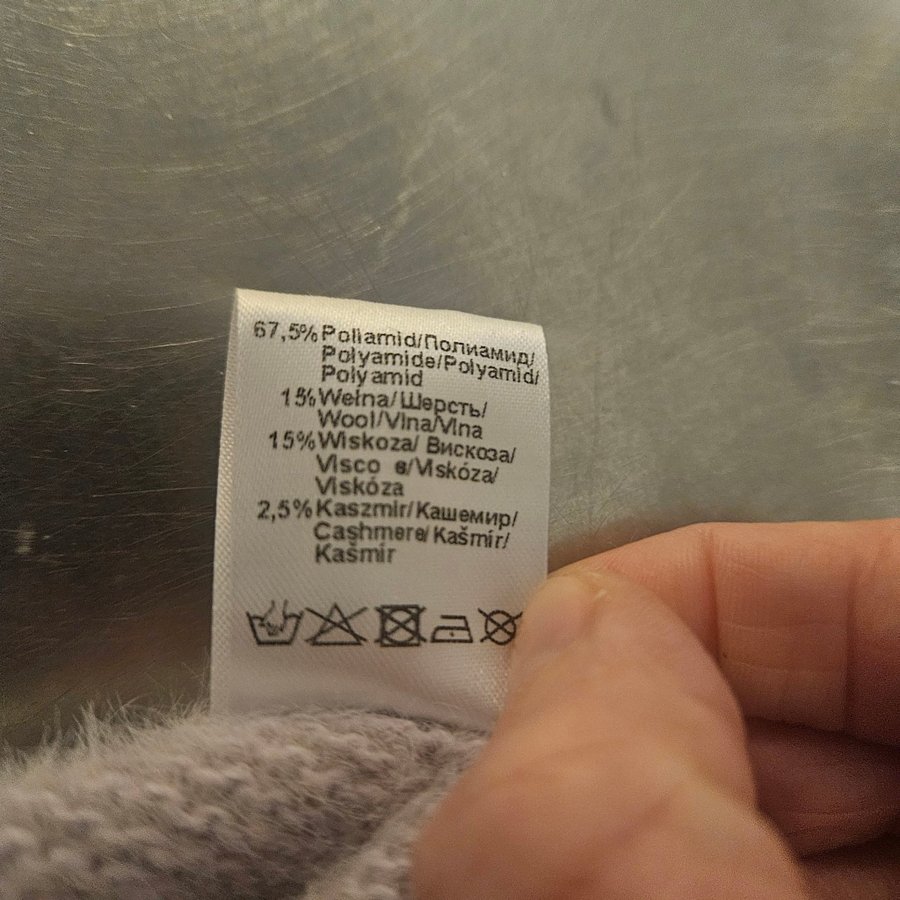 67,5% Poliamid/Полиамид/
Polyamide/Polyamid/
Polyamid
1% Wełna/Шерсть/
Wool/Vlna/Vlna
15% Wiskoza/ Вискоза/
Visco e/Viskóza/
Viskóza
2,5% Kaszmir/Кашемир/
Cashmere/Kašmír/
Kašmír